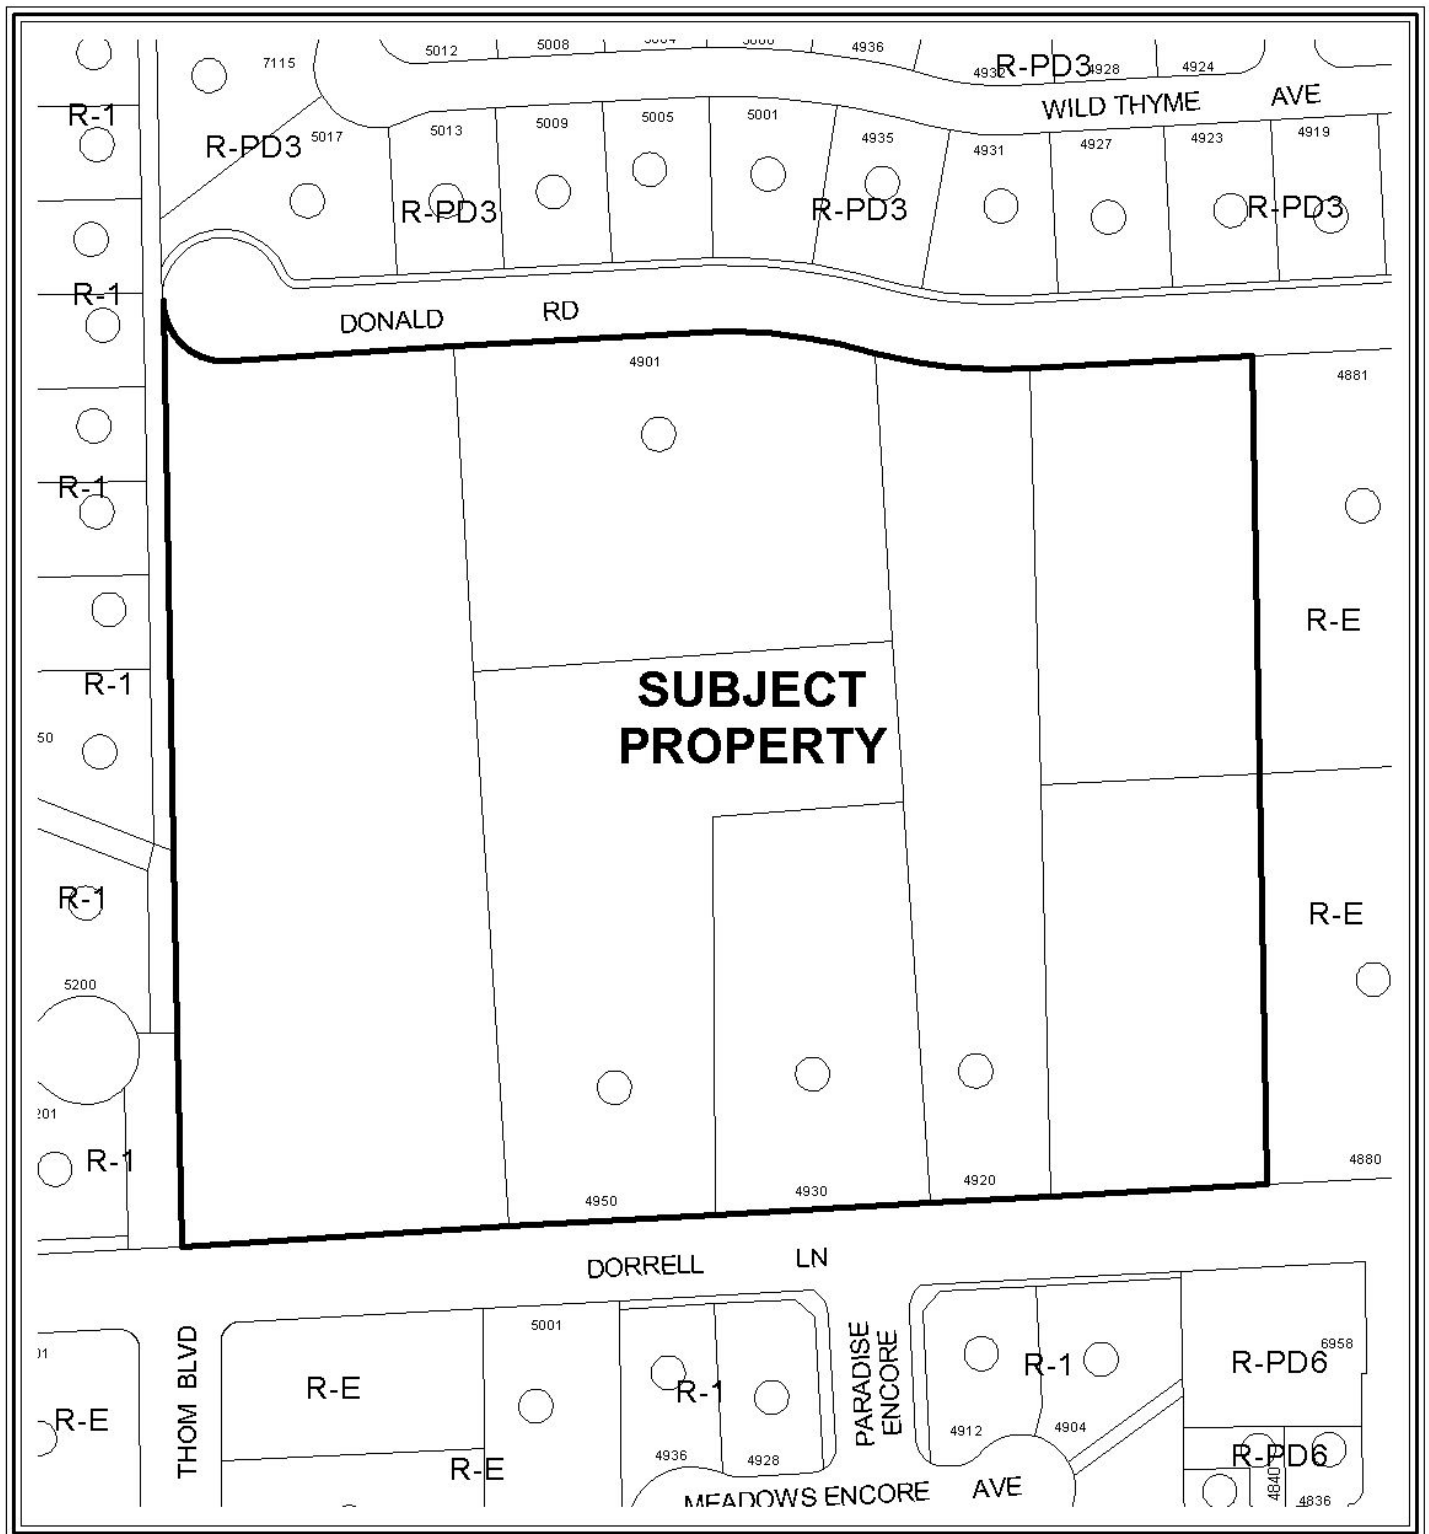 5012
5008
4936
4932
R-PD3
4928
4924
7115
WILD THYME AVE
R-1
R-PD3
5017
5013
5009
5005
5001
4935
4931
4927
4923
4919
R-PD3
R-PD3
R-PD3
R-1
DONALD RD
4901
4881
R-1
R-E
R-1
SUBJECT
PROPERTY
50
R-1
R-E
5200
201
R-1
4880
4950
4930
4920
DORRELL LN
5001
THOM BLVD
PARADISE
ENCORE
R-E
R-E
R-1
R-1
R-PD6
6958
4912
4904
4936
4928
R-E
R-PD6
4840
4836
MEADOWS ENCORE AVE